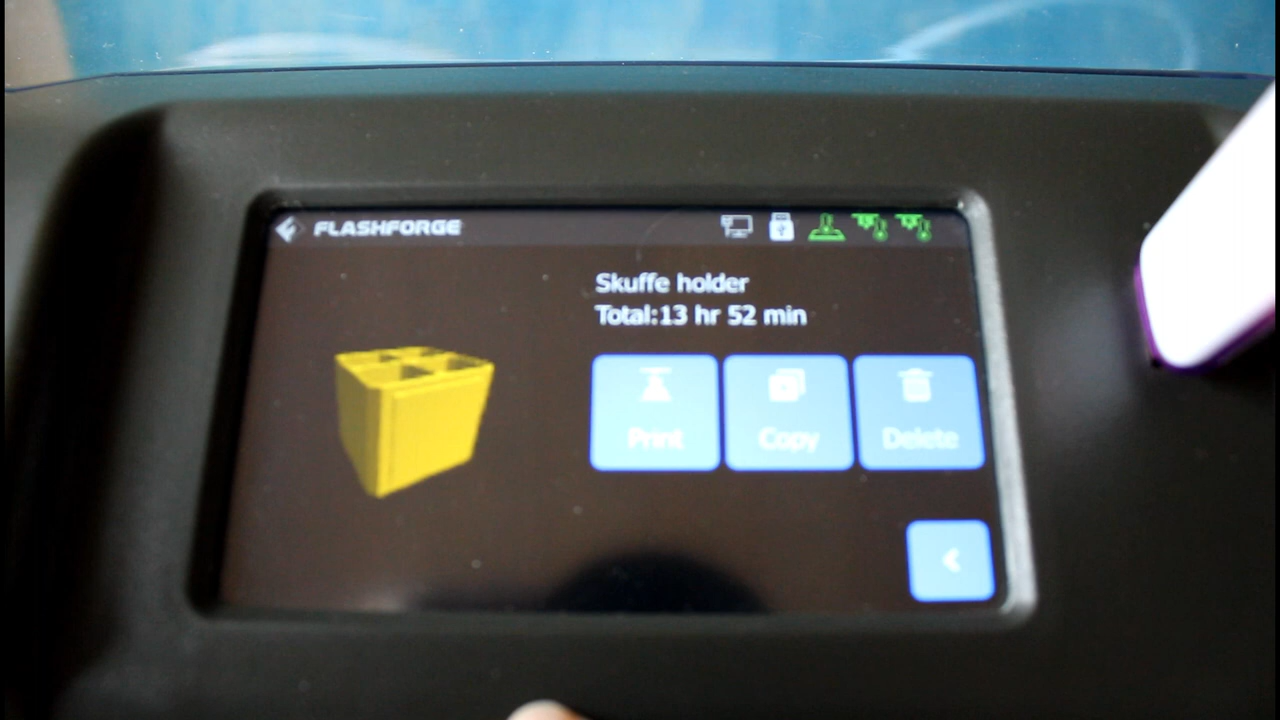 FLASHFORGE
Skuffe holder
Total:13 hr 52 min
Print
Copy
Delete